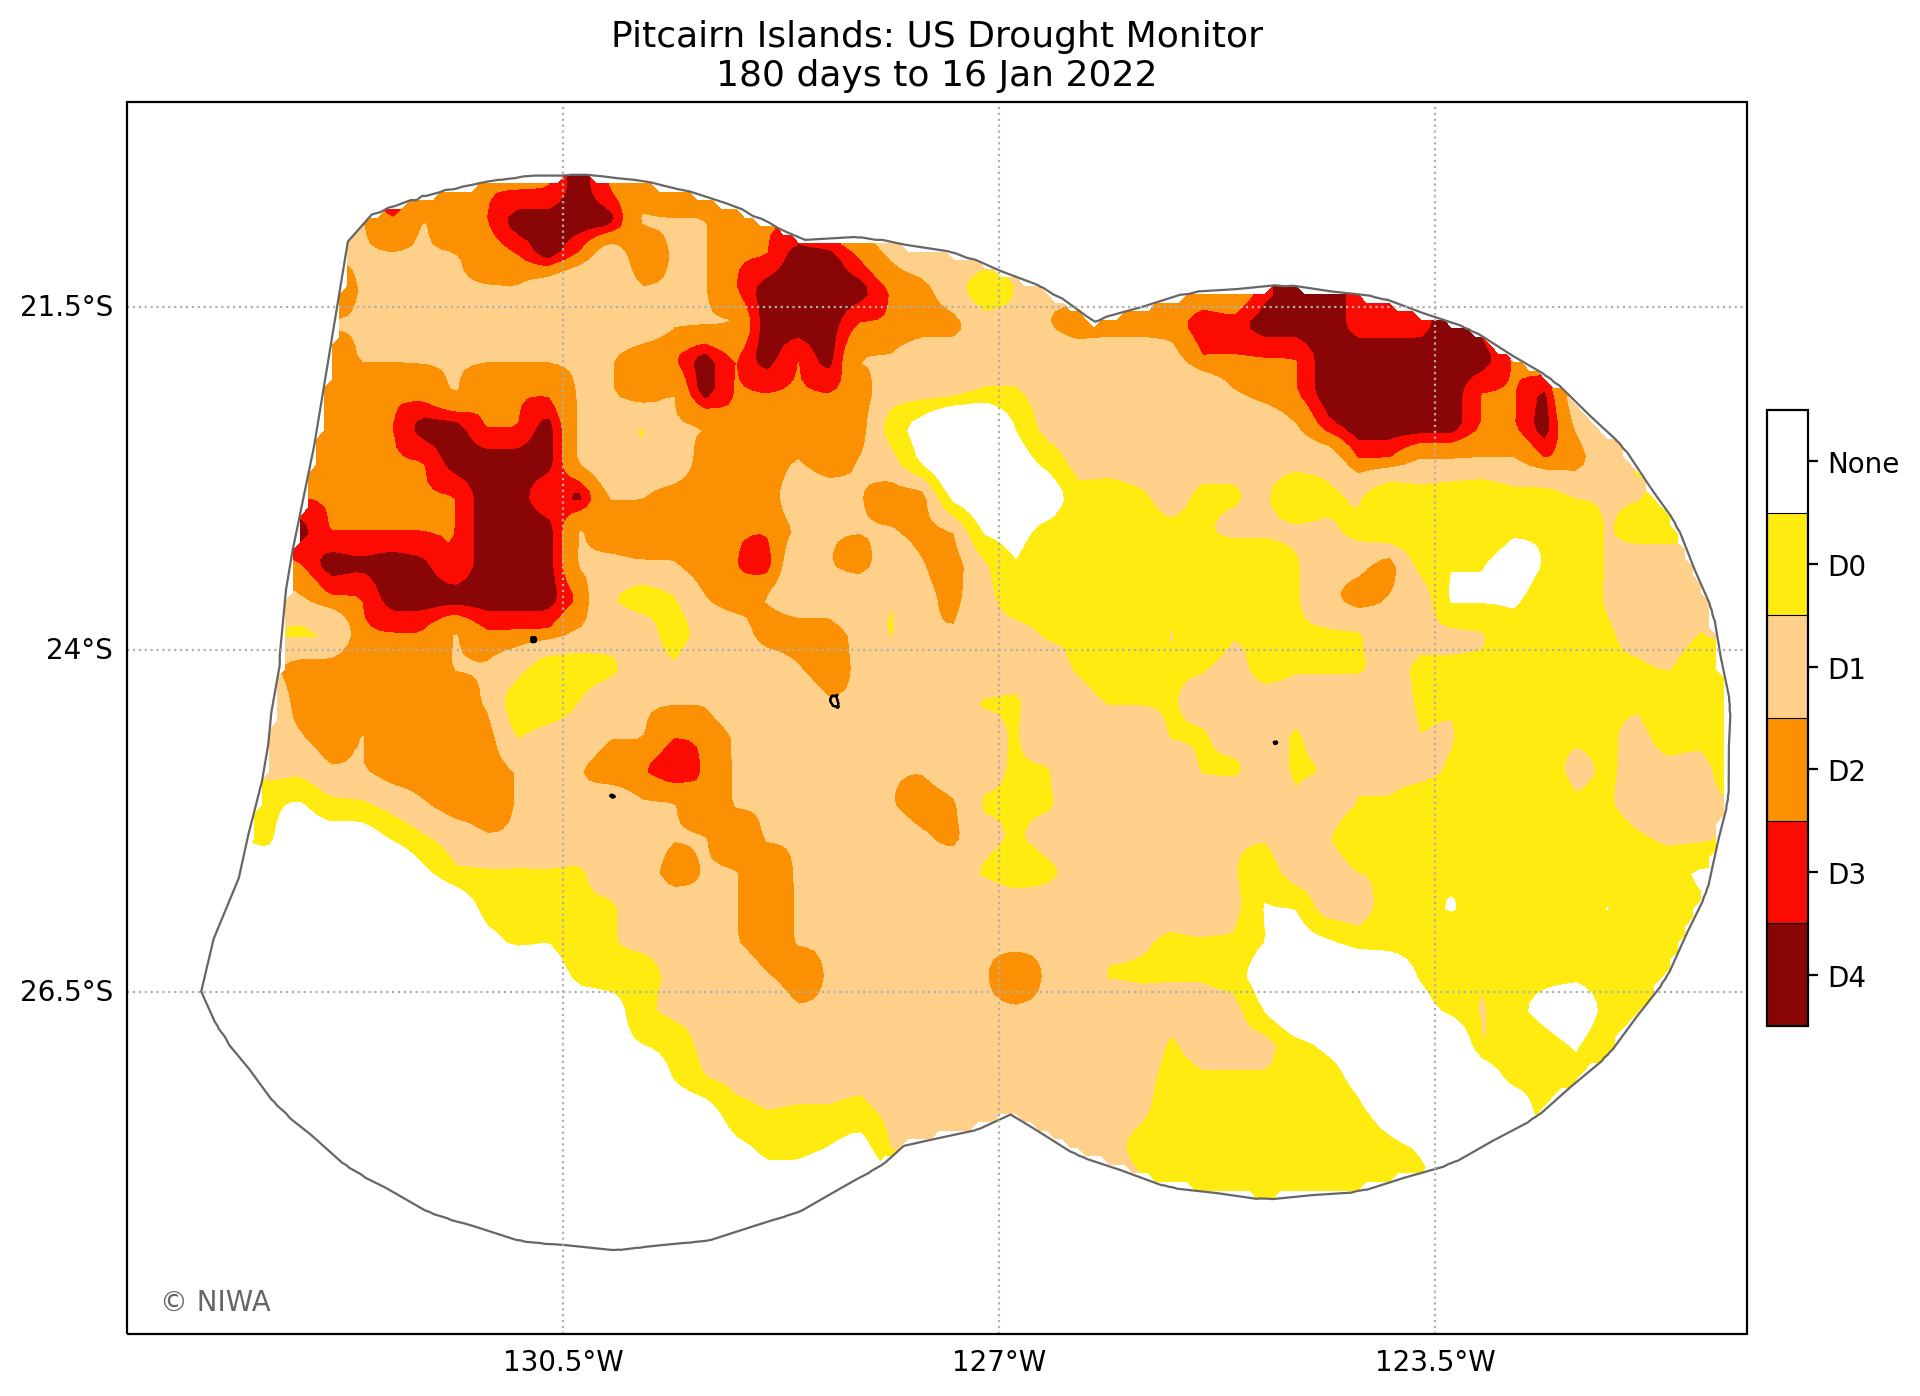 Pitcairn Islands: US Drought Monitor
180 days to 16 Jan 2022
21.5°S
24°S
26.5°S
130.5°W
127°W
123.5°W
None
D0
D1
D2
D3
D4
© NIWA